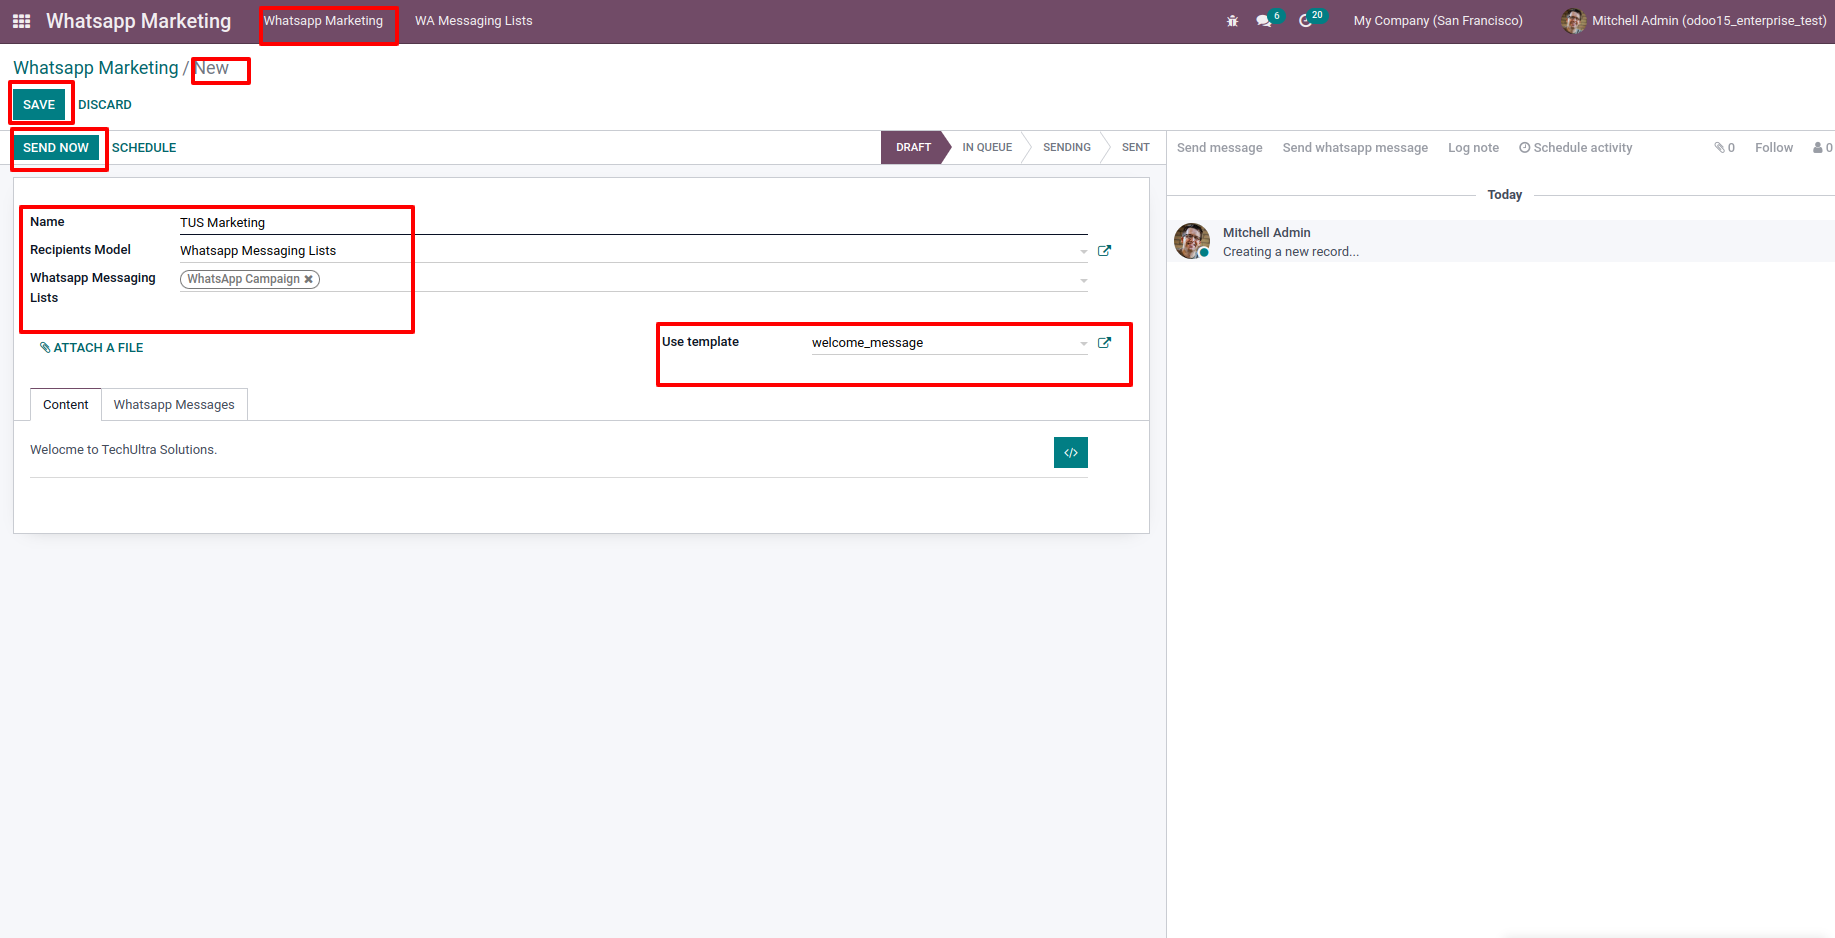 Whatsapp Marketing Whatsapp Marketing WA Messaging Lists 6 20 My Company (San Francisco) Mitchell Admin (odoo15_enterprise_test)
Whatsapp Marketing / New
SAVE DISCARD
SEND NOW SCHEDULE DRAFT IN QUEUE SENDING SENT Send message Send whatsapp message Log note Schedule activity 0 Follow 0
Today
Mitchell Admin
Creating a new record...
Name TUS Marketing
Recipients Model Whatsapp Messaging Lists
Whatsapp Messaging Lists WhatsApp Campaign ✖
ATTACH A FILE Use template welcome_message
Content Whatsapp Messages
Welocme to TechUltra Solutions. </>